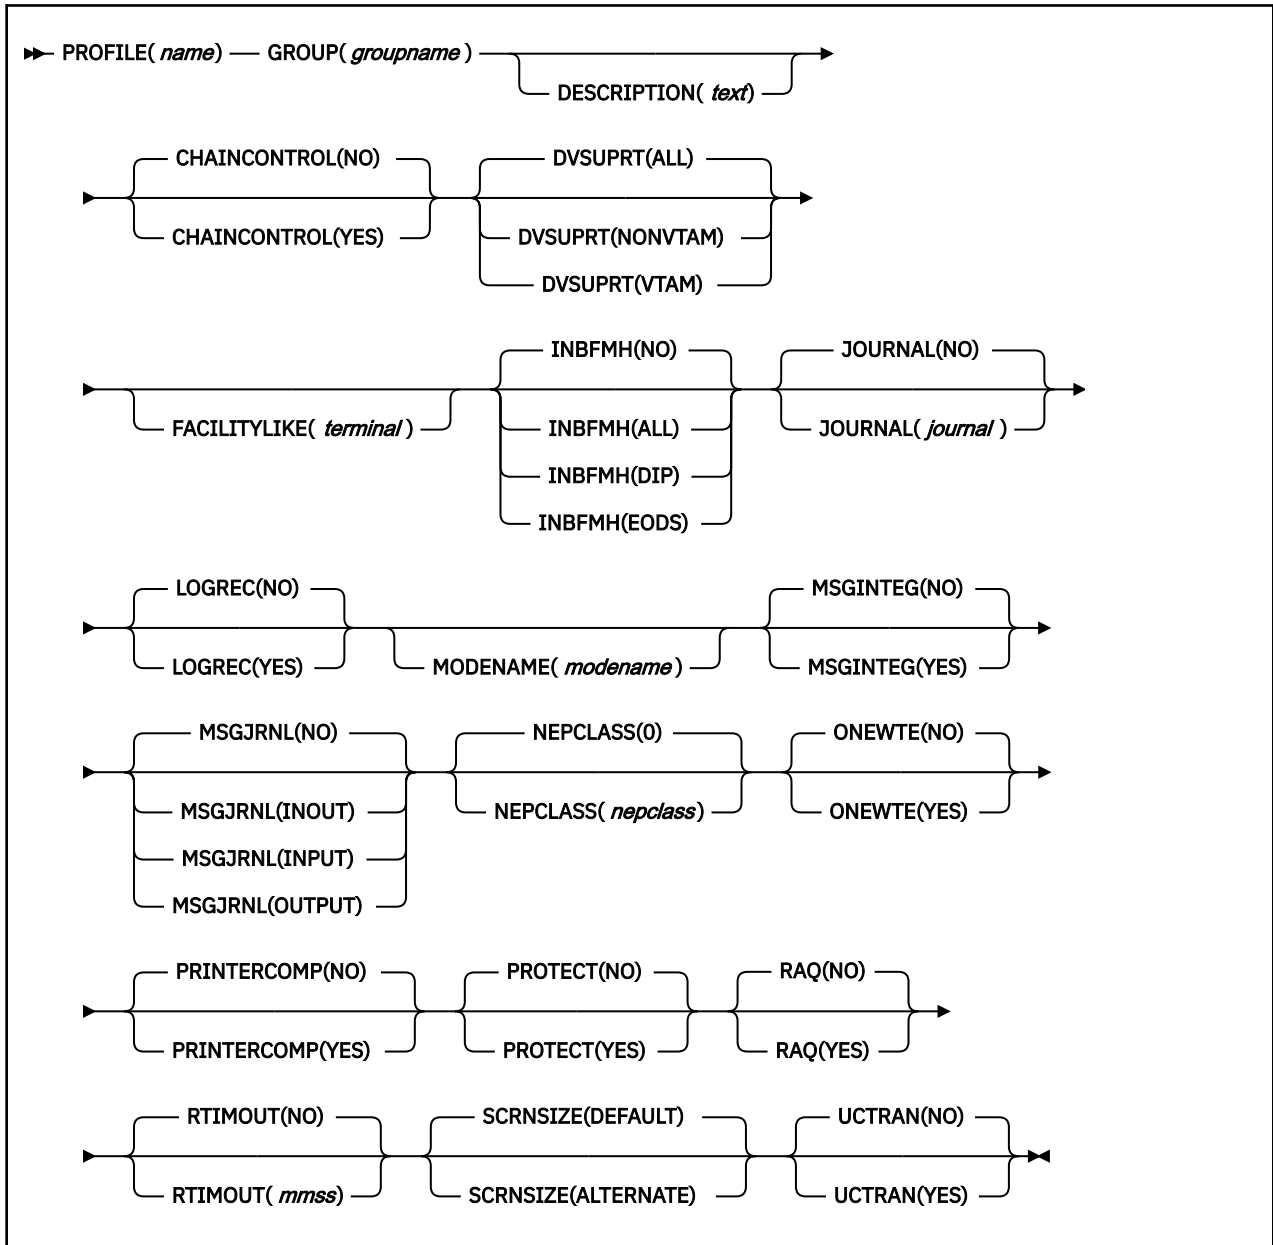 PROFILE( name) GROUP( groupname )
DESCRIPTION( text)
CHAINCONTROL(NO) DVSUPRT(ALL)
CHAINCONTROL(YES) DVSUPRT(NONVTAM)
DVSUPRT(VTAM)
INBFMH(NO) JOURNAL(NO)
FACILITYLIKE( terminal ) INBFMH(ALL) JOURNAL( journal )
INBFMH(DIP)
INBFMH(EODS)
LOGREC(NO) MSGINTEG(NO)
LOGREC(YES) MODENAME( modename ) MSGINTEG(YES)
MSGJRNL(NO) NEPCLASS(0) ONEWTE(NO)
MSGJRNL(INOUT) NEPCLASS( nepclass) ONEWTE(YES)
MSGJRNL(INPUT)
MSGJRNL(OUTPUT)
PRINTERCOMP(NO) PROTECT(NO) RAQ(NO)
PRINTERCOMP(YES) PROTECT(YES) RAQ(YES)
RTIMOUT(NO) SCRNSIZE(DEFAULT) UCTRAN(NO)
RTIMOUT( mmss) SCRNSIZE(ALTERNATE) UCTRAN(YES)